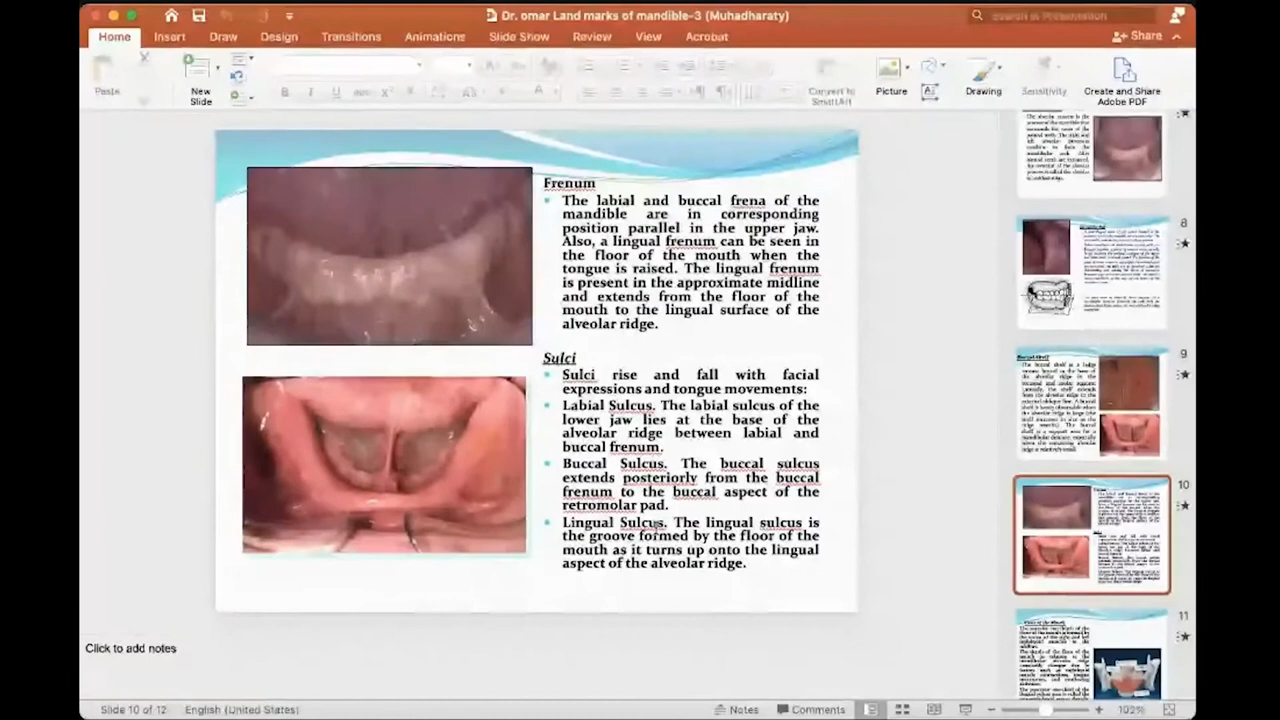 Dr. omar Land marks of mandible-3 (Muhadharaty)
Search in Presentation
Home Insert Draw Design Transitions Animations Slide Show Review View Acrobat
Share
Paste
New
Slide
Convert to
SmartArt
Picture
Drawing
Sensitivity
Create and Share
Adobe PDF
Frenum
The labial and buccal frena of the
mandible are in corresponding
position parallel in the upper jaw.
Also, a lingual frenum can be seen in
the floor of the mouth when the
tongue is raised. The lingual frenum
is present in the approximate midline
and extends from the floor of the
mouth to the lingual surface of the
alveolar ridge.
Sulci
Sulci rise and fall with facial
expressions and tongue movements:
Labial Sulcus. The labial sulcus of the
lower jaw lies at the base of the
alveolar ridge between labial and
buccal frenum.
Buccal Sulcus. The buccal sulcus
extends posteriorly from the buccal
frenum to the buccal aspect of the
retromolar pad.
Lingual Sulcus. The lingual sulcus is
the groove formed by the floor of the
mouth as it turns up onto the lingual
aspect of the alveolar ridge.
8
9
Buccal Shelf
10
11
Click to add notes
Slide 10 of 12
English (United States)
Notes
Comments
102%